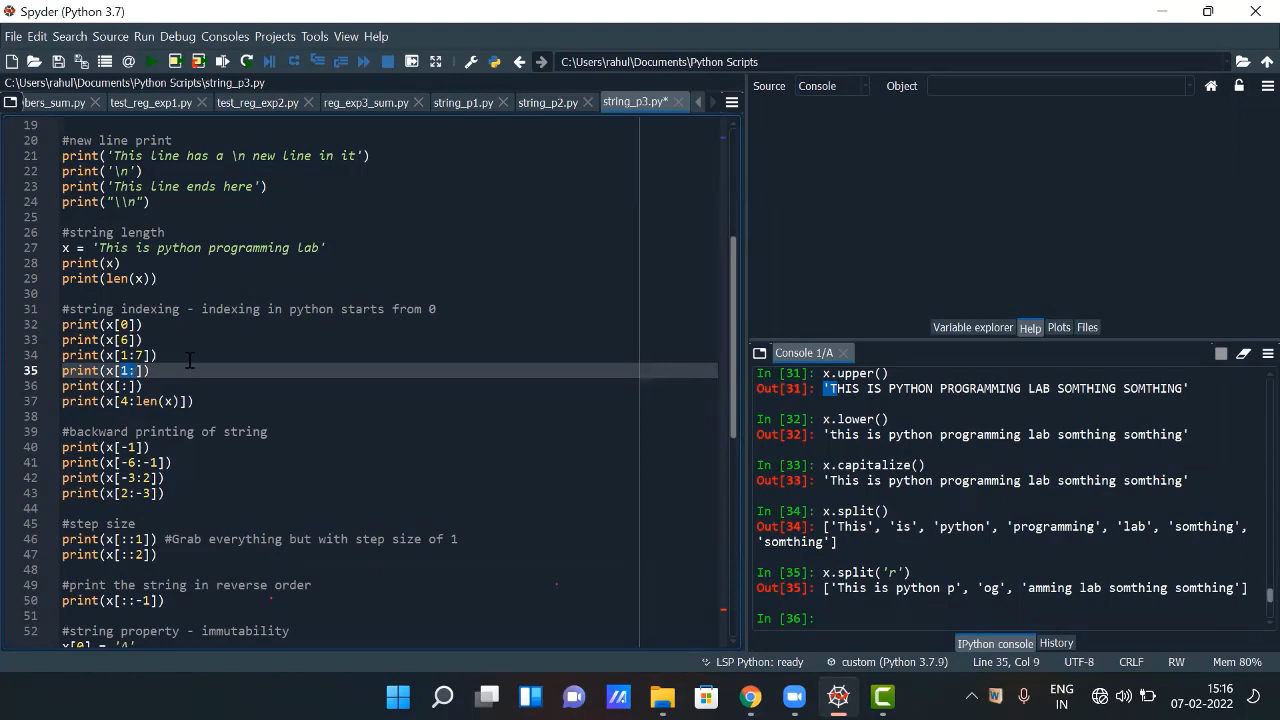 Spyder (Python 3.7)
File Edit Search Source Run Debug Consoles Projects Tools View Help
C:\Users\rahul\Documents\Python Scripts
C:\Users\rahul\Documents\Python Scripts\string_p3.py
bers_sum.py test_reg_exp1.py test_reg_exp2.py reg_exp3_sum.py string_p1.py string_p2.py string_p3.py*
19
20 #new line print
21 print('This line has a \n new line in it')
22 print('\n')
23 print('This line ends here')
24 print("\\n")
25
26 #string length
27 x = 'This is python programming lab'
28 print(x)
29 print(len(x))
30
31 #string indexing - indexing in python starts from 0
32 print(x[0])
33 print(x[6])
34 print(x[1:7])
35 print(x[1:])
36 print(x[:])
37 print(x[4:len(x)])
38
39 #backward printing of string
40 print(x[-1])
41 print(x[-6:-1])
42 print(x[-3:2])
43 print(x[2:-3])
44
45 #step size
46 print(x[::1]) #Grab everything but with step size of 1
47 print(x[::2])
48
49 #print the string in reverse order
50 print(x[::-1])
51
52 #string property - immutability
x[0] = 'A'
Source Console Object
Variable explorer Help Plots Files
Console 1/A
In [31]: x.upper()
Out[31]: 'THIS IS PYTHON PROGRAMMING LAB SOMTHING SOMTHING'
In [32]: x.lower()
Out[32]: 'this is python programming lab somthing somthing'
In [33]: x.capitalize()
Out[33]: 'This is python programming lab somthing somthing'
In [34]: x.split()
Out[34]: ['This', 'is', 'python', 'programming', 'lab', 'somthing',
'somthing']
In [35]: x.split('r')
Out[35]: ['This is python p', 'og', 'amming lab somthing somthing']
In [36]:
IPython console History
LSP Python: ready custom (Python 3.7.9) Line 35, Col 9 UTF-8 CRLF RW Mem 80%
ENG
IN
15:16
07-02-2022